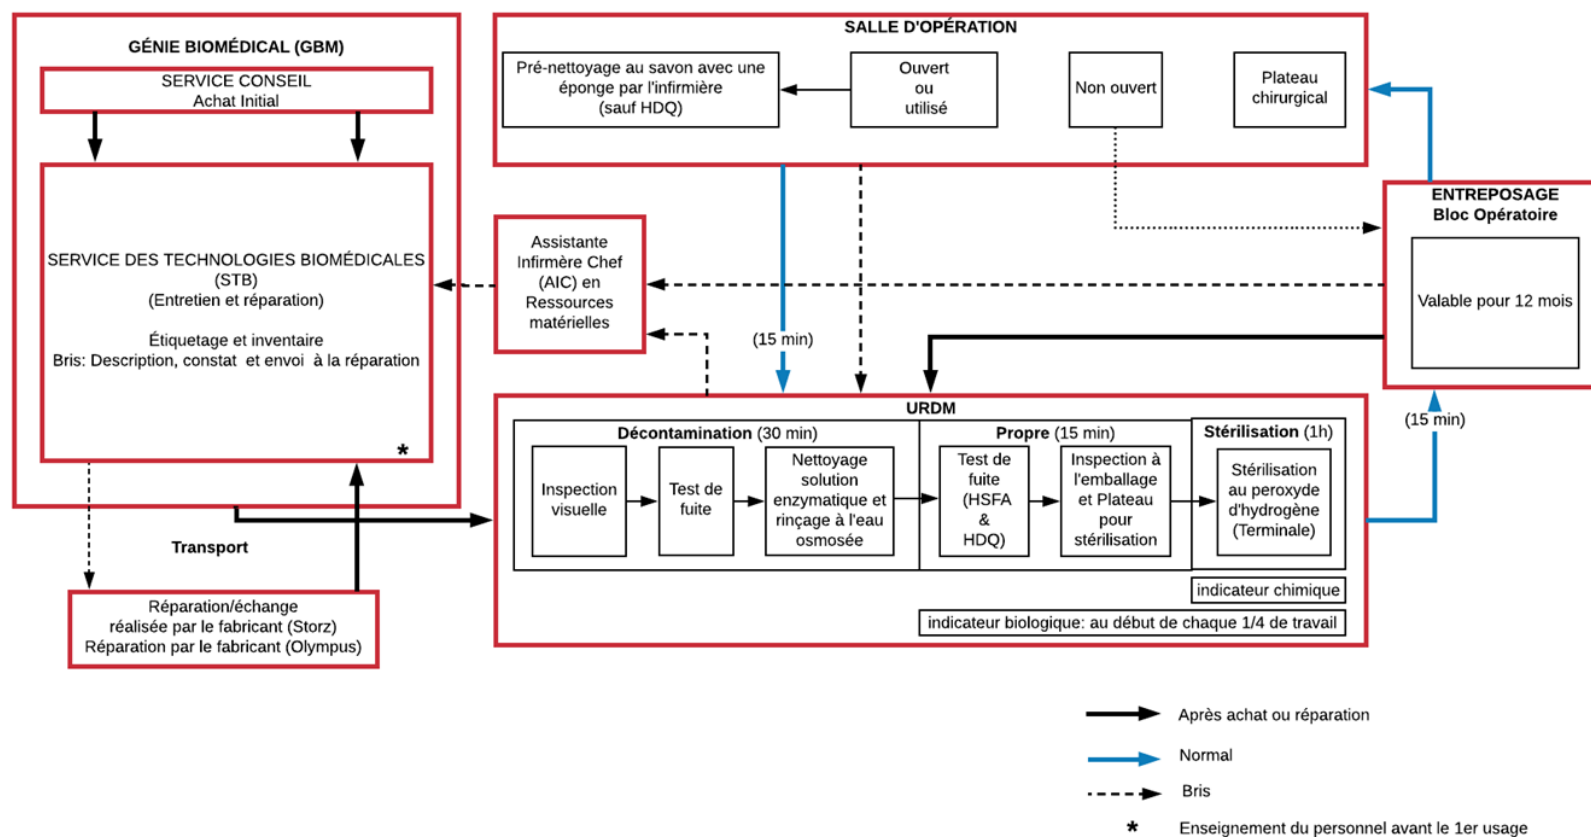 GÉNIE BIOMÉDICAL (GBM)
SERVICE CONSEIL
Achat Initial
SERVICE DES TECHNOLOGIES BIOMÉDICALES
(STB)
(Entretien et réparation)
Étiquetage et inventaire
Bris: Description, constat et envoi à la réparation
*
Transport
Réparation/échange
réalisée par le fabricant (Storz)
Réparation par le fabricant (Olympus)
SALLE D'OPÉRATION
Pré-nettoyage au savon avec une
éponge par l'infirmière
(sauf HDQ)
Ouvert
ou
utilisé
Non ouvert
Plateau
chirurgical
Assistante
Infirmère Chef
(AIC) en
Ressources
matérielles
(15 min)
ENTREPOSAGE
Bloc Opératoire
Valable pour 12 mois
(15 min)
URDM
Décontamination (30 min)
Inspection
visuelle
Test de
fuite
Nettoyage
solution
enzymatique et
rinçage à l'eau
osmosée
Propre (15 min)
Test de
fuite
(HSFA
&
HDQ)
Inspection à
l'emballage
et Plateau
pour
stérilisation
Stérilisation (1h)
Stérilisation
au peroxyde
d'hydrogène
(Terminale)
indicateur chimique
indicateur biologique: au début de chaque 1/4 de travail
Après achat ou réparation
Normal
Bris
* Enseignement du personnel avant le 1er usage